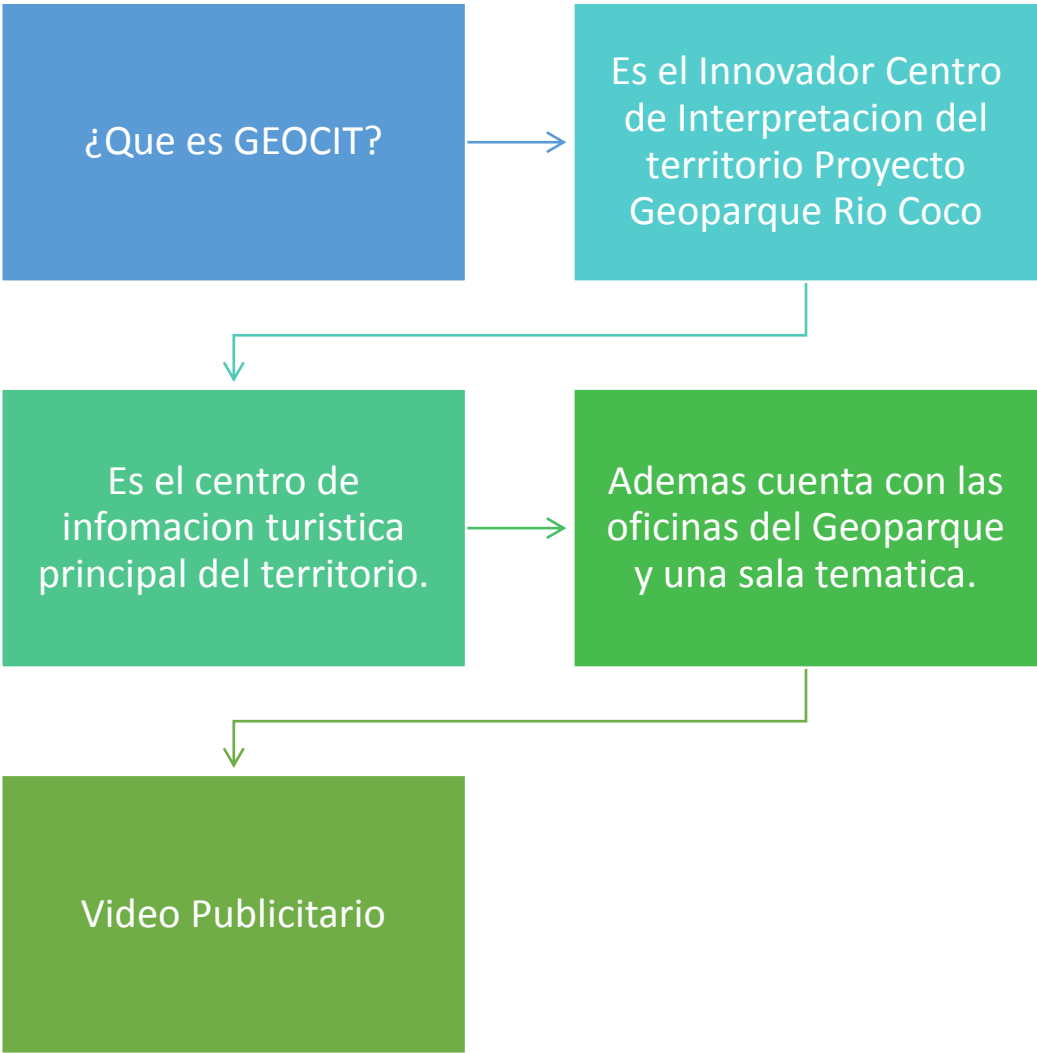 ¿Que es GEOCIT?
Es el Innovador Centro
de Interpretacion del
territorio Proyecto
Geoparque Rio Coco
Es el centro de
infomacion turistica
principal del territorio.
Ademas cuenta con las
oficinas del Geoparque
y una sala tematica.
Video Publicitario